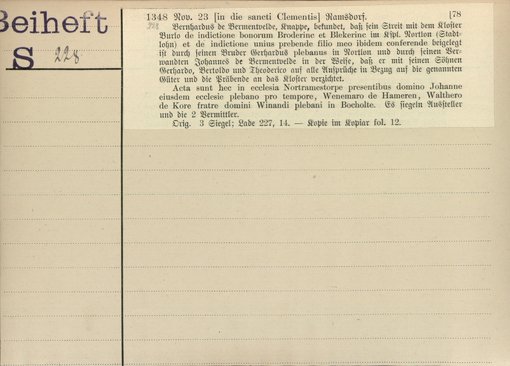 Beiheft
S 228
1348 Nov. 23 [in die sancti Clementis] Ramsdorf. [78
Bernhardus de Bermentvelde, Knappe, bekundet, daß sein Streit mit dem Kloster
Burlo de indictione bonorum Broderinc et Blekerinc im Kspl. Nortlon (Stadt-
lohn) et de indictione unius prebende filio meo ibidem conferende beigelegt
ist durch seinen Bruder Gerhardus plebanus in Nortlon und durch seinen Ver-
wandten Johannes de Bermentvelde in der Weise, daß er mit seinen Söhnen
Gerhardo, Bertoldo und Theoderico auf alle Ansprüche in Bezug auf die genannten
Güter und die Präbende an das Kloster verzichtet.
Acta sunt hec in ecclesia Nortramestorpe presentibus domino Johanne
eiusdem ecclesie plebano pro tempore, Wenemaro de Hameren, Walthero
de Kore fratre domini Winandi plebani in Bocholte. Es siegeln Aussteller
und die 2 Vermittler.
Orig. 3 Siegel; Lade 227, 14. — Kopie im Kopiar fol. 12.